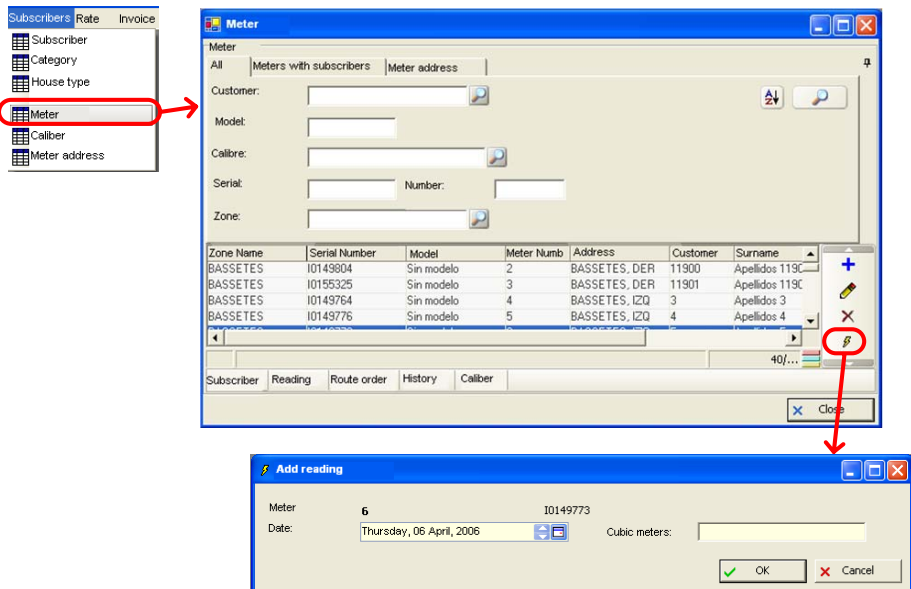 Subscribers Rate Invoice
Subscriber
Category
House type
Meter
Caliber
Meter address
Meter
Meter
All Meters with subscribers Meter address
Customer:
Model:
Calibre:
Serial: Number:
Zone:
Zone Name Serial Number Model Meter Numb Address Customer Surname
BASSETES I0149804 Sin modelo 2 BASSETES, DER 11900 Apellidos 1190
BASSETES I0155325 Sin modelo 3 BASSETES, DER 11901 Apellidos 1190
BASSETES I0149764 Sin modelo 4 BASSETES, IZQ 3 Apellidos 3
BASSETES I0149776 Sin modelo 5 BASSETES, IZQ 4 Apellidos 4
40/...
Subscriber Reading Route order History Caliber
Close
Add reading
Meter 6 I0149773
Date: Thursday, 06 April, 2006 Cubic meters:
OK Cancel